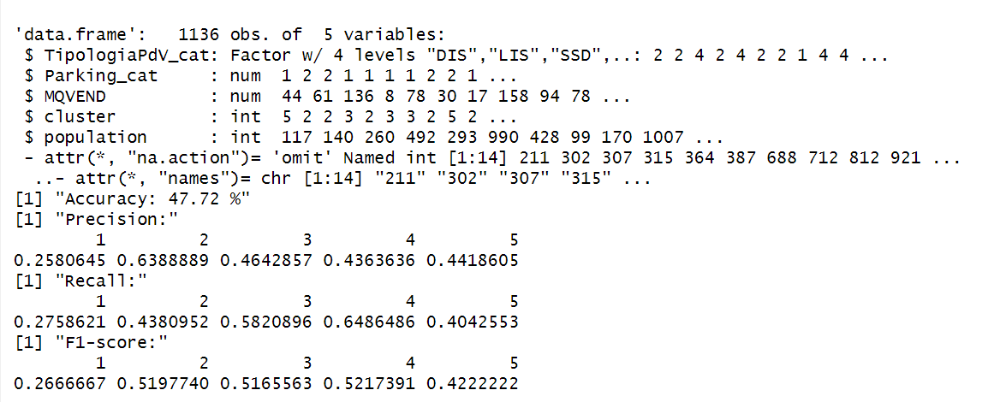 'data.frame':   1136 obs. of  5 variables:
 $ TipologiaPdV_cat: Factor w/ 4 levels "DIS","LIS","SSD",..: 2 2 4 2 4 2 2 1 4 4 ...
 $ Parking_cat     : num  1 2 2 1 1 1 1 2 2 1 ...
 $ MQVEND          : num  44 61 136 8 78 30 17 158 94 78 ...
 $ cluster         : int  5 2 2 3 2 3 3 2 5 2 ...
 $ population      : int  117 140 260 492 293 990 428 99 170 1007 ...
 - attr(*, "na.action")= 'omit' Named int [1:14] 211 302 307 315 364 387 688 712 812 921 ...
  ..- attr(*, "names")= chr [1:14] "211" "302" "307" "315" ...
[1] "Accuracy: 47.72 %"
[1] "Precision:"
        1         2         3         4         5
0.2580645 0.6388889 0.4642857 0.4363636 0.4418605
[1] "Recall:"
        1         2         3         4         5
0.2758621 0.4380952 0.5820896 0.6486486 0.4042553
[1] "F1-score:"
        1         2         3         4         5
0.2666667 0.5197740 0.5165563 0.5217391 0.4222222